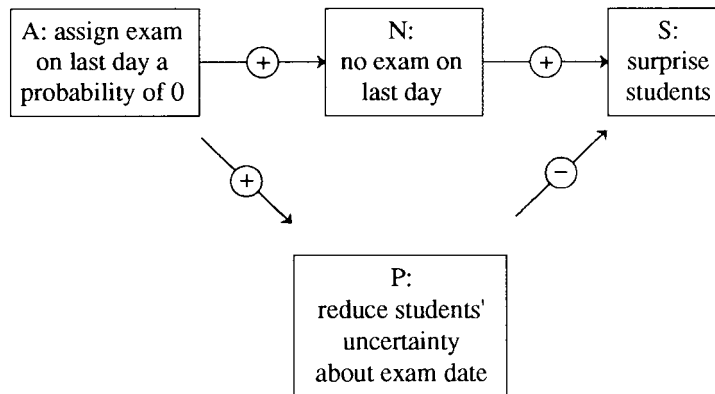 A: assign exam
on last day a
probability of 0
+
N:
no exam on
last day
+
S:
surprise
students
+
−
P:
reduce students'
uncertainty
about exam date